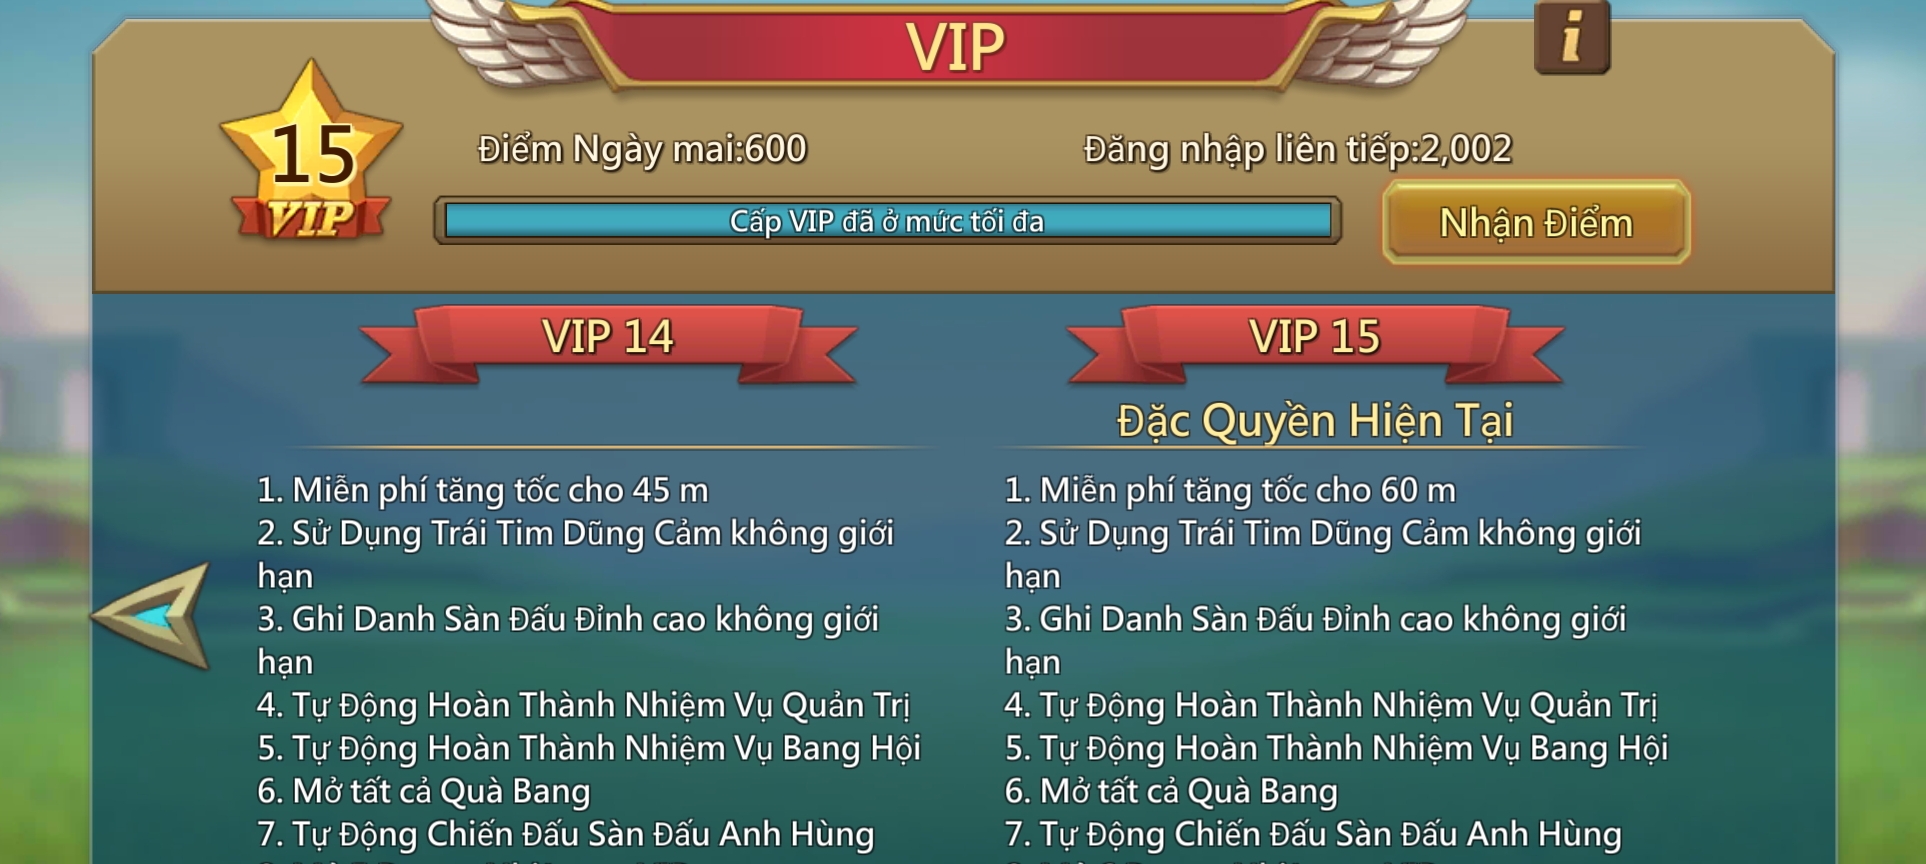 VIP
i
15
VIP
Điểm Ngày mai:600
Đăng nhập liên tiếp:2,002
Cấp VIP đã ở mức tối đa
Nhận Điểm
VIP 14
1. Miễn phí tăng tốc cho 45 m
2. Sử Dụng Trái Tim Dũng Cảm không giới
hạn
3. Ghi Danh Sàn Đấu Đỉnh cao không giới
hạn
4. Tự Động Hoàn Thành Nhiệm Vụ Quản Trị
5. Tự Động Hoàn Thành Nhiệm Vụ Bang Hội
6. Mở tất cả Quà Bang
7. Tự Động Chiến Đấu Sàn Đấu Anh Hùng
VIP 15
Đặc Quyền Hiện Tại
1. Miễn phí tăng tốc cho 60 m
2. Sử Dụng Trái Tim Dũng Cảm không giới
hạn
3. Ghi Danh Sàn Đấu Đỉnh cao không giới
hạn
4. Tự Động Hoàn Thành Nhiệm Vụ Quản Trị
5. Tự Động Hoàn Thành Nhiệm Vụ Bang Hội
6. Mở tất cả Quà Bang
7. Tự Động Chiến Đấu Sàn Đấu Anh Hùng